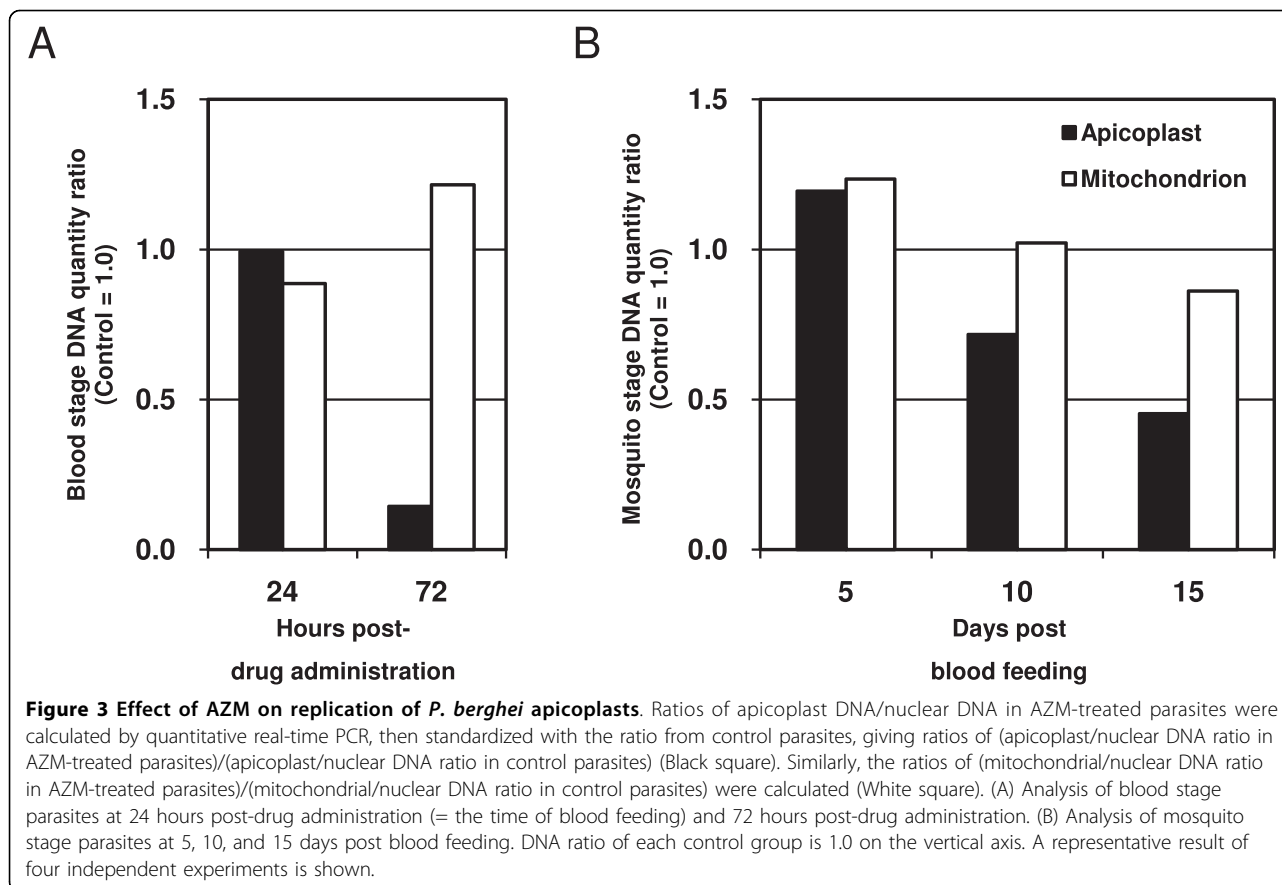 A
Blood stage DNA quantity ratio
(Control = 1.0)
1.5
1.0
0.5
0.0
24 72
Hours post-
drug administration
B
Mosquito stage DNA quantity ratio
(Control = 1.0)
1.5
1.0
0.5
0.0
Apicoplast
Mitochondrion
5 10 15
Days post
blood feeding
Figure 3 Effect of AZM on replication of P. berghei apicoplasts. Ratios of apicoplast DNA/nuclear DNA in AZM-treated parasites were
calculated by quantitative real-time PCR, then standardized with the ratio from control parasites, giving ratios of (apicoplast/nuclear DNA ratio in
AZM-treated parasites)/(apicoplast/nuclear DNA ratio in control parasites) (Black square). Similarly, the ratios of (mitochondrial/nuclear DNA ratio
in AZM-treated parasites)/(mitochondrial/nuclear DNA ratio in control parasites) were calculated (White square). (A) Analysis of blood stage
parasites at 24 hours post-drug administration (= the time of blood feeding) and 72 hours post-drug administration. (B) Analysis of mosquito
stage parasites at 5, 10, and 15 days post blood feeding. DNA ratio of each control group is 1.0 on the vertical axis. A representative result of
four independent experiments is shown.